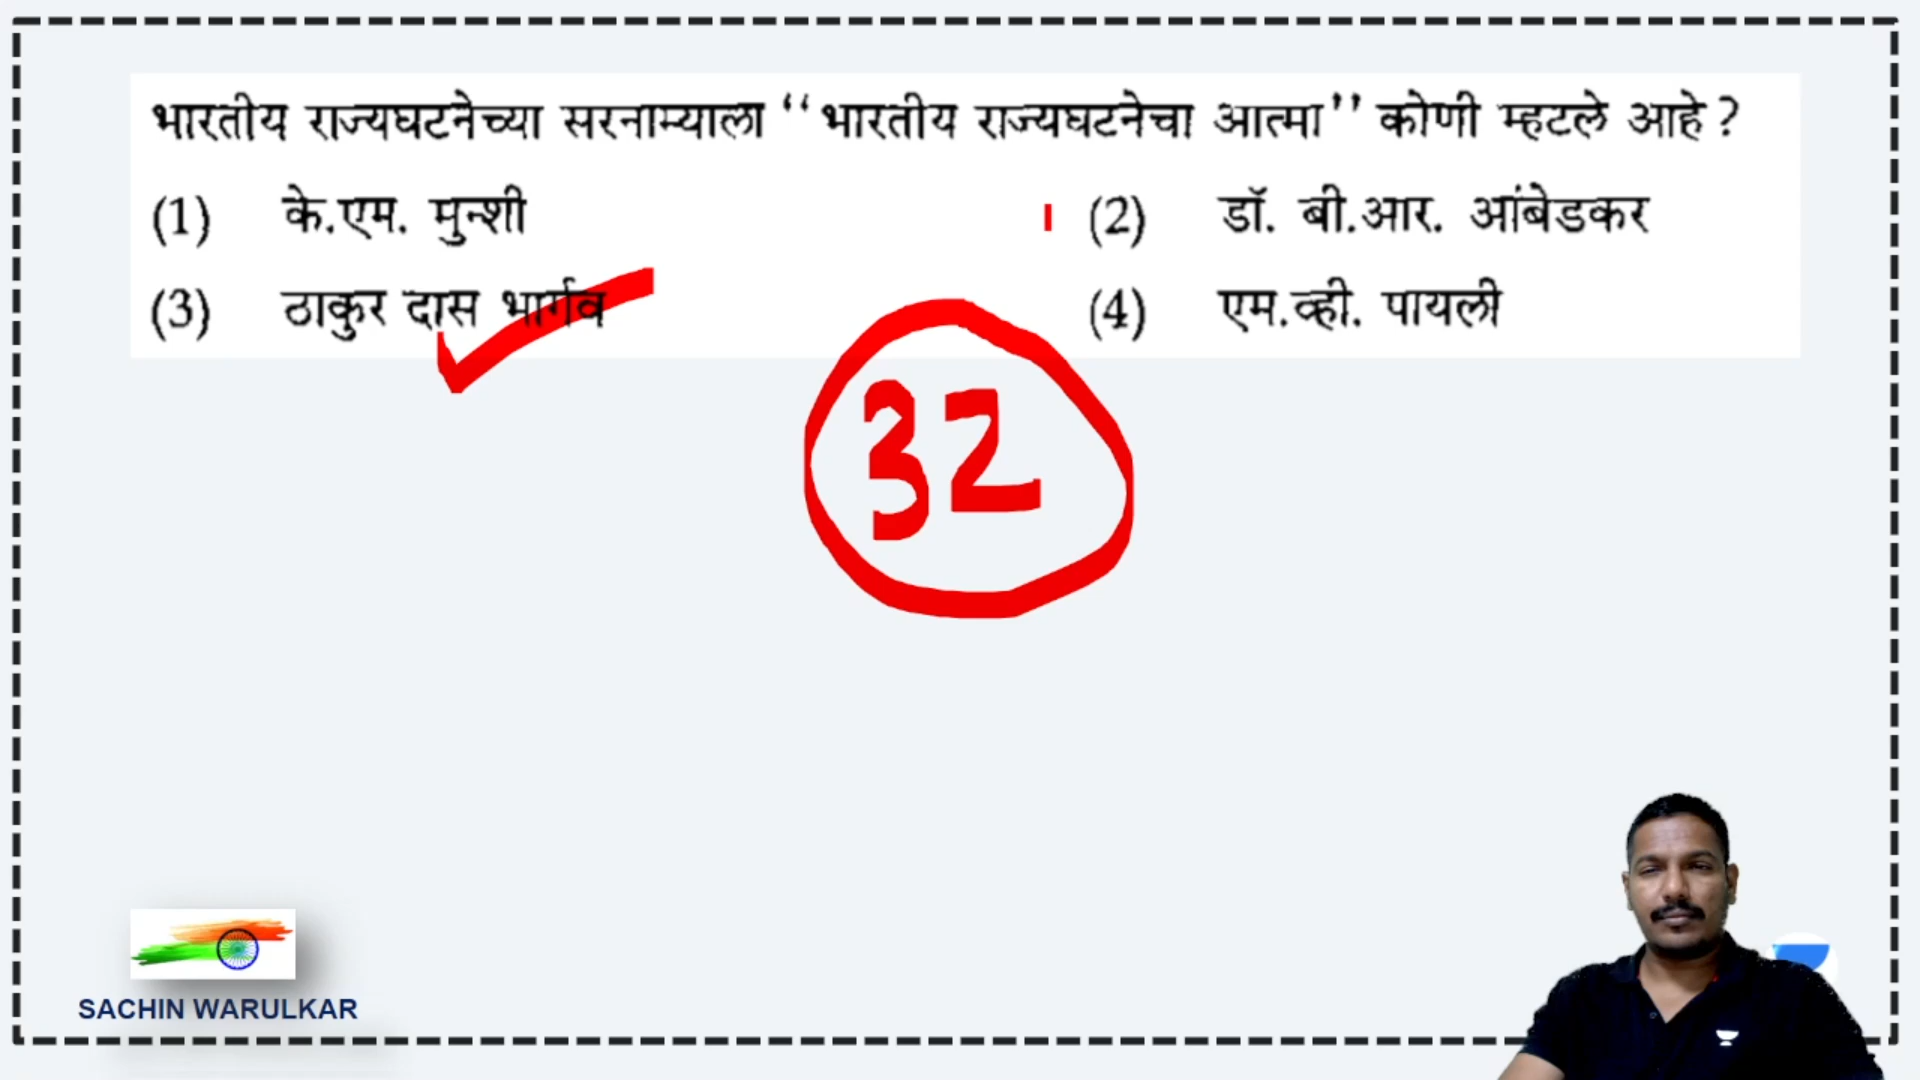 भारतीय राज्यघटनेच्या सरनाम्याला ‘‘भारतीय राज्यघटनेचा आत्मा’’ कोणी म्हटले आहे ?
(1) के.एम. मुन्शी (2) डॉ. बी.आर. आंबेडकर
(3) ठाकुर दास भार्गव (4) एम.व्ही. पायली
32
SACHIN WARULKAR